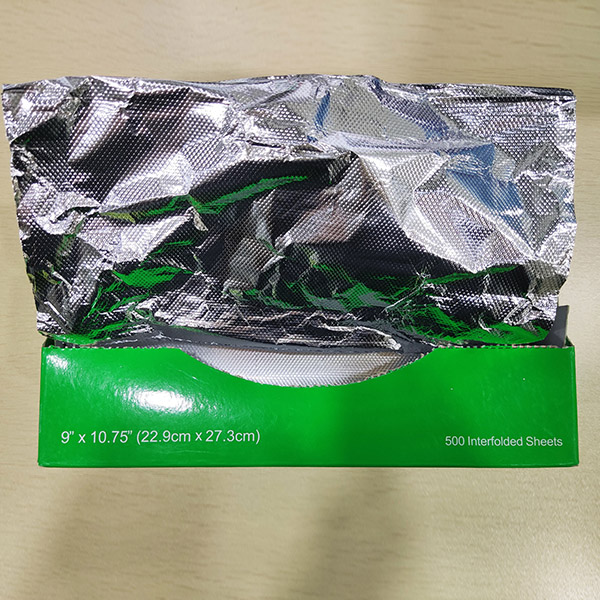 9” x 10.75” (22.9cm x 27.3cm)
500 Interfolded Sheets